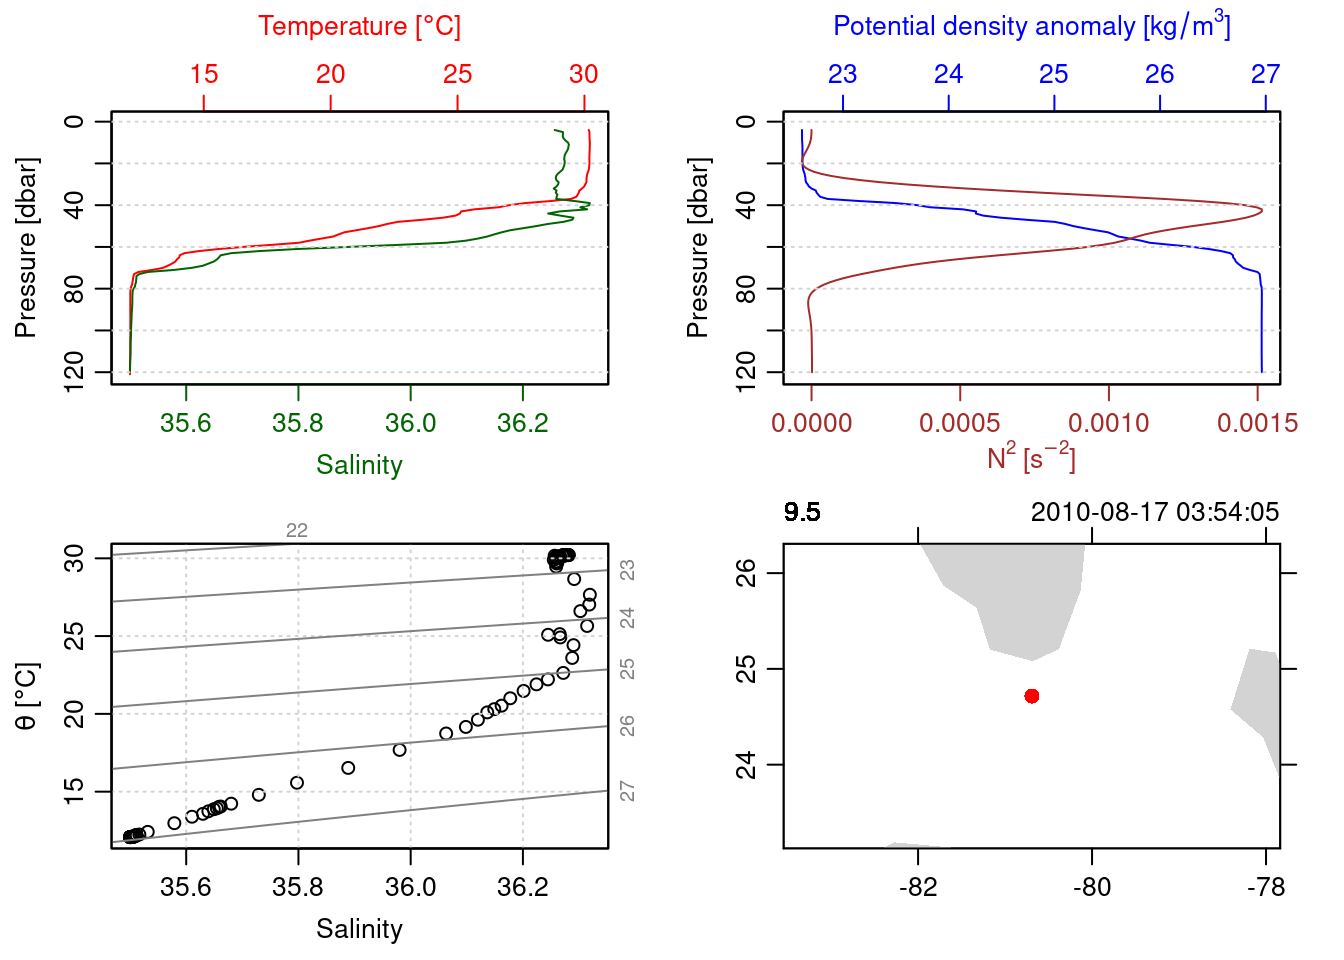 Temperature [°C]
15 20 25 30
Pressure [dbar]
0
40
80
120
35.6 35.8 36.0 36.2
Salinity
Potential density anomaly [kg/m³]
23 24 25 26 27
Pressure [dbar]
0
40
80
120
0.0000 0.0005 0.0010 0.0015
N² [s⁻²]
22
θ [°C]
30
25
20
15
23
24
25
26
27
35.6 35.8 36.0 36.2
Salinity
9.5 2010-08-17 03:54:05
26
25
24
-82 -80 -78